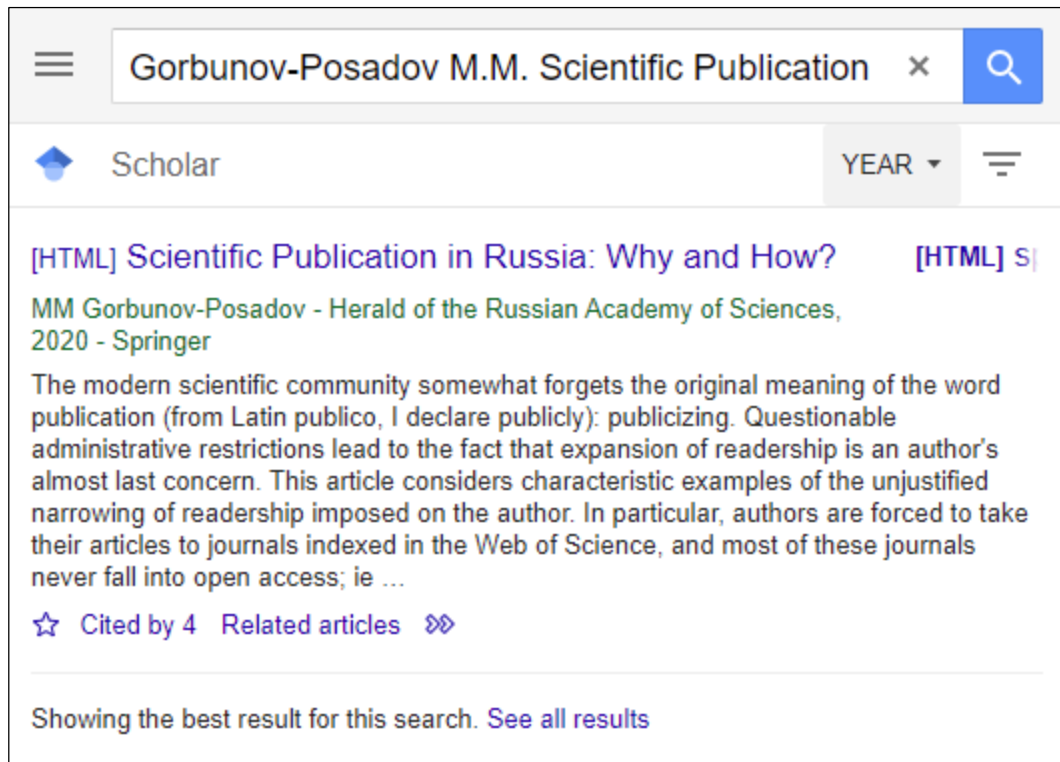 Gorbunov-Posadov M.M. Scientific Publication ×
Scholar YEAR
[HTML] Scientific Publication in Russia: Why and How? [HTML]
MM Gorbunov-Posadov - Herald of the Russian Academy of Sciences,
2020 - Springer
The modern scientific community somewhat forgets the original meaning of the word
publication (from Latin publico, I declare publicly): publicizing. Questionable
administrative restrictions lead to the fact that expansion of readership is an author's
almost last concern. This article considers characteristic examples of the unjustified
narrowing of readership imposed on the author. In particular, authors are forced to take
their articles to journals indexed in the Web of Science, and most of these journals
never fall into open access; ie ...
Cited by 4 Related articles
Showing the best result for this search. See all results